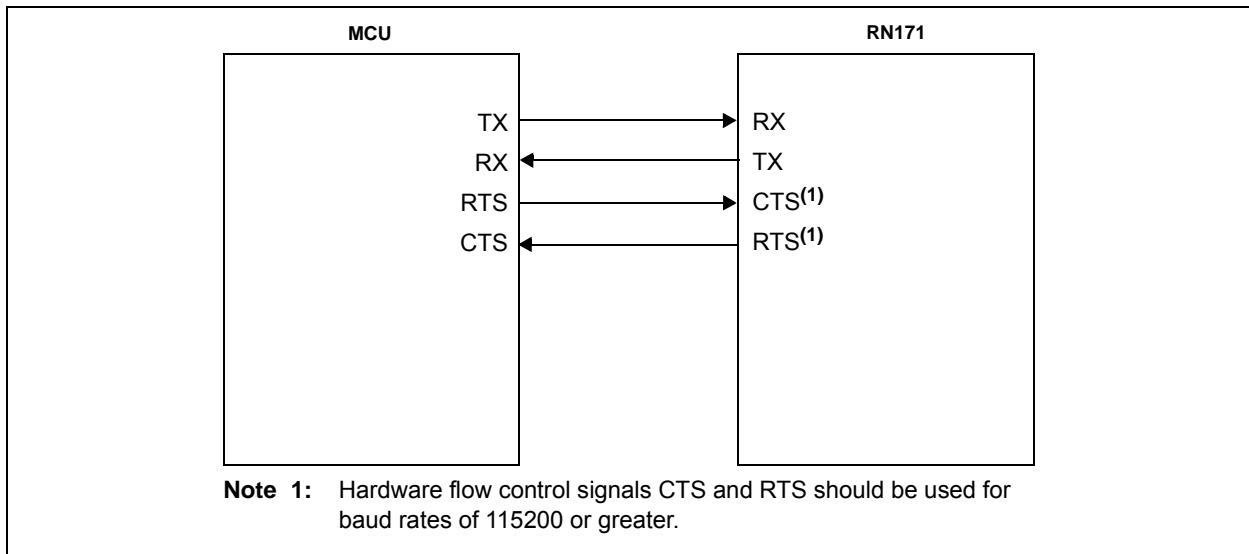 MCU
RN171
TX
RX
RX
TX
RTS
CTS(1)
CTS
RTS(1)
Note 1: Hardware flow control signals CTS and RTS should be used for
baud rates of 115200 or greater.